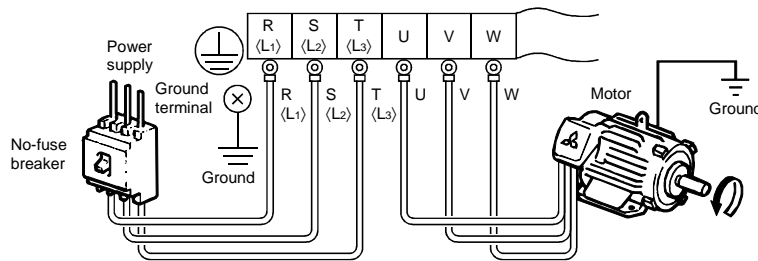 R S T U V W
⟨L1⟩ ⟨L2⟩ ⟨L3⟩
Power
supply
Ground
terminal
R S T U V W
⟨L1⟩ ⟨L2⟩ ⟨L3⟩
Motor
Ground
No-fuse
breaker
Ground